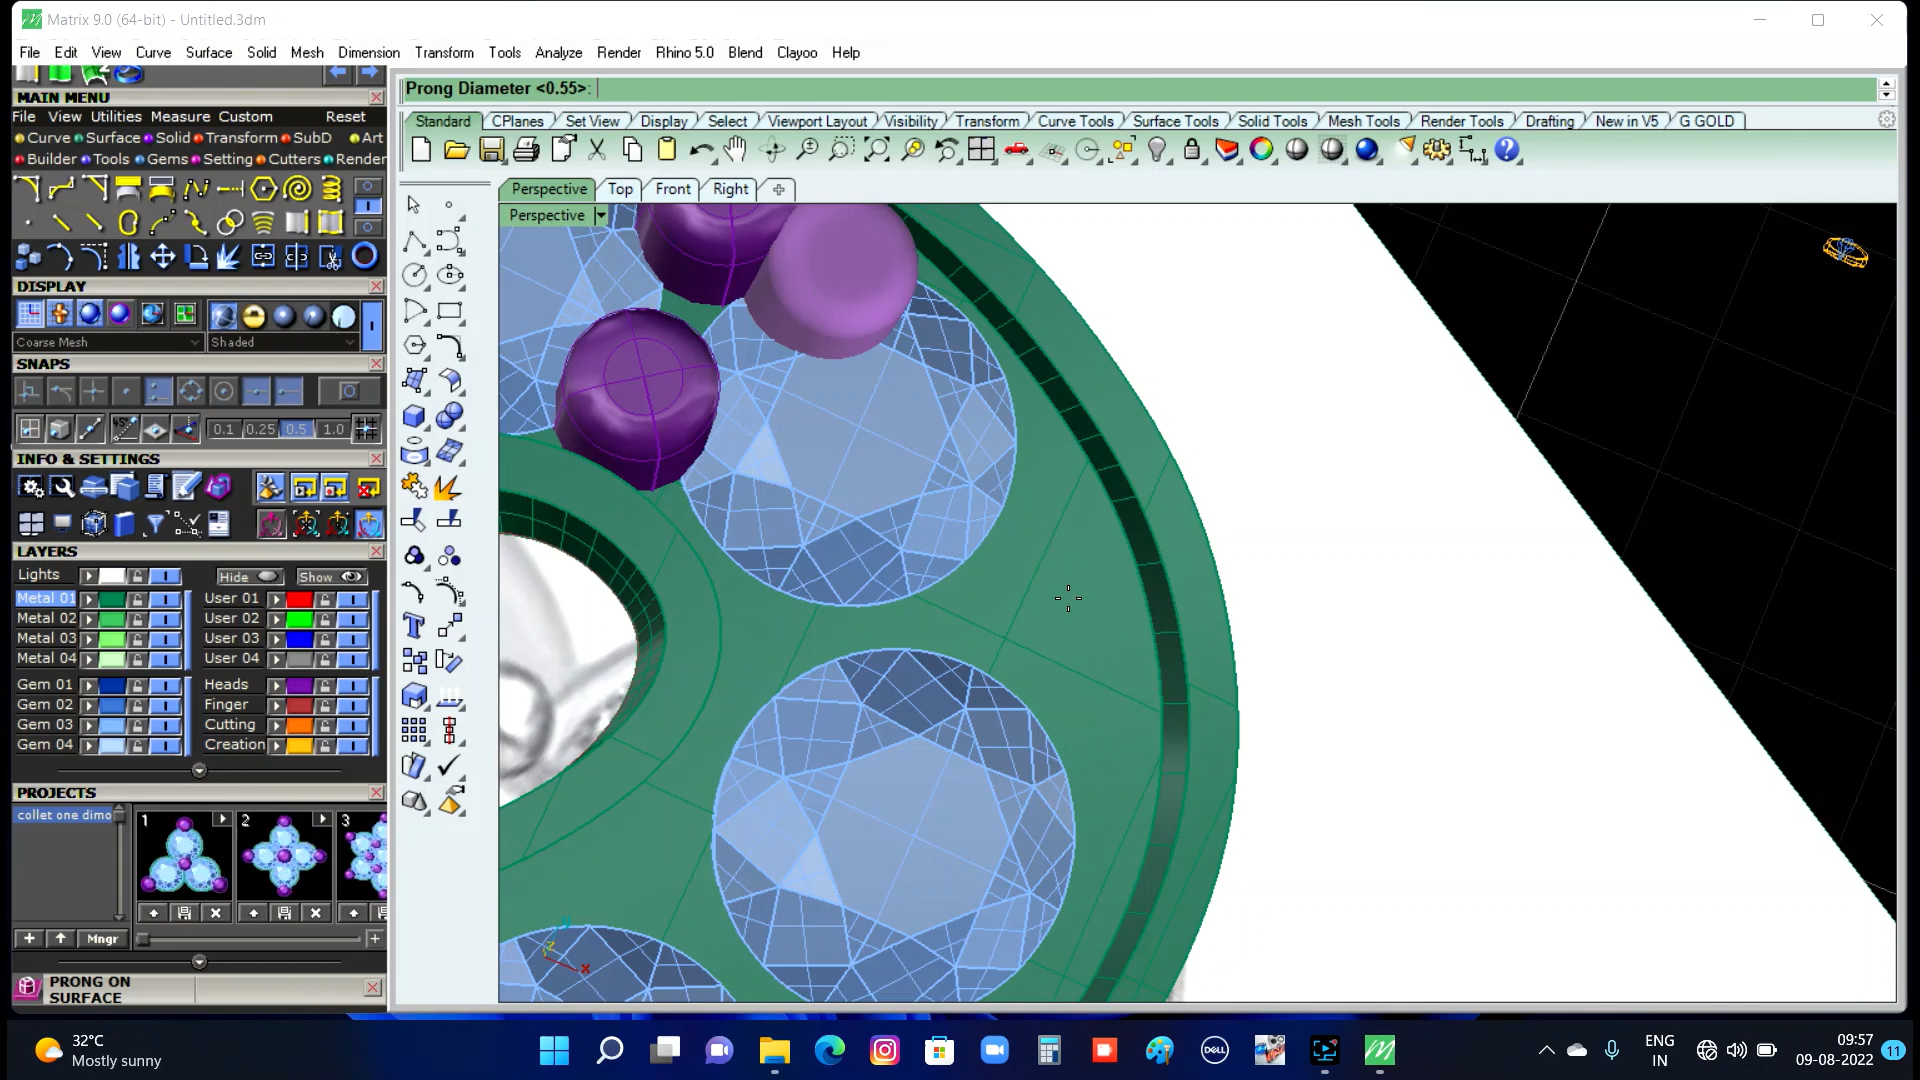 Matrix 9.0 (64-bit) - Untitled.3dm
File Edit View Curve Surface Solid Mesh Dimension Transform Tools Analyze Render Rhino 5.0 Blend Clayoo Help
Prong Diameter <0.55>:
MAIN MENU
File View Utilities Measure Custom Reset
Curve Surface Solid Transform SubD Art
Builder Tools Gems Setting Cutters Render
Standard CPlanes Set View Display Select Viewport Layout Visibility Transform Curve Tools Surface Tools Solid Tools Mesh Tools Render Tools Drafting New in V5 G GOLD
Perspective Top Front Right
Perspective
DISPLAY
Coarse Mesh Shaded
SNAPS
0.1 0.25 0.5 1.0
INFO & SETTINGS
LAYERS
Lights Hide Show
Metal 01 User 01
Metal 02 User 02
Metal 03 User 03
Metal 04 User 04
Gem 01 Heads
Gem 02 Finger
Gem 03 Cutting
Gem 04 Creation
PROJECTS
collet one dimo
1 2 3
Mngr
PRONG ON
SURFACE
y
z
x
32°C
Mostly sunny
DELL
ENG
IN
09:57
09-08-2022
11